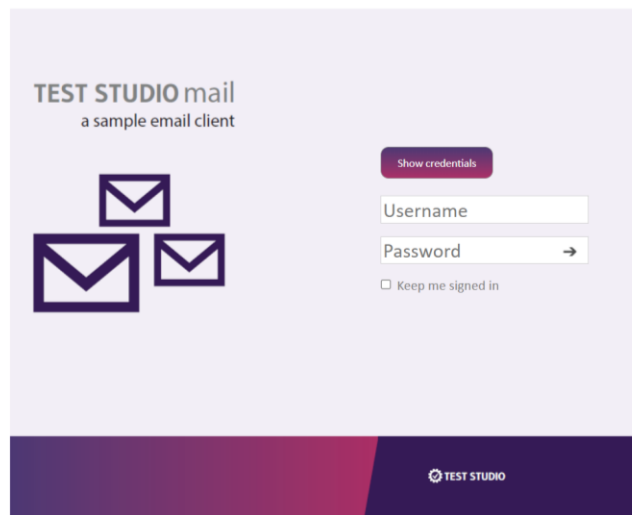 TEST STUDIO mail
a sample email client
Show credentials
Username
Password
Keep me signed in
TEST STUDIO